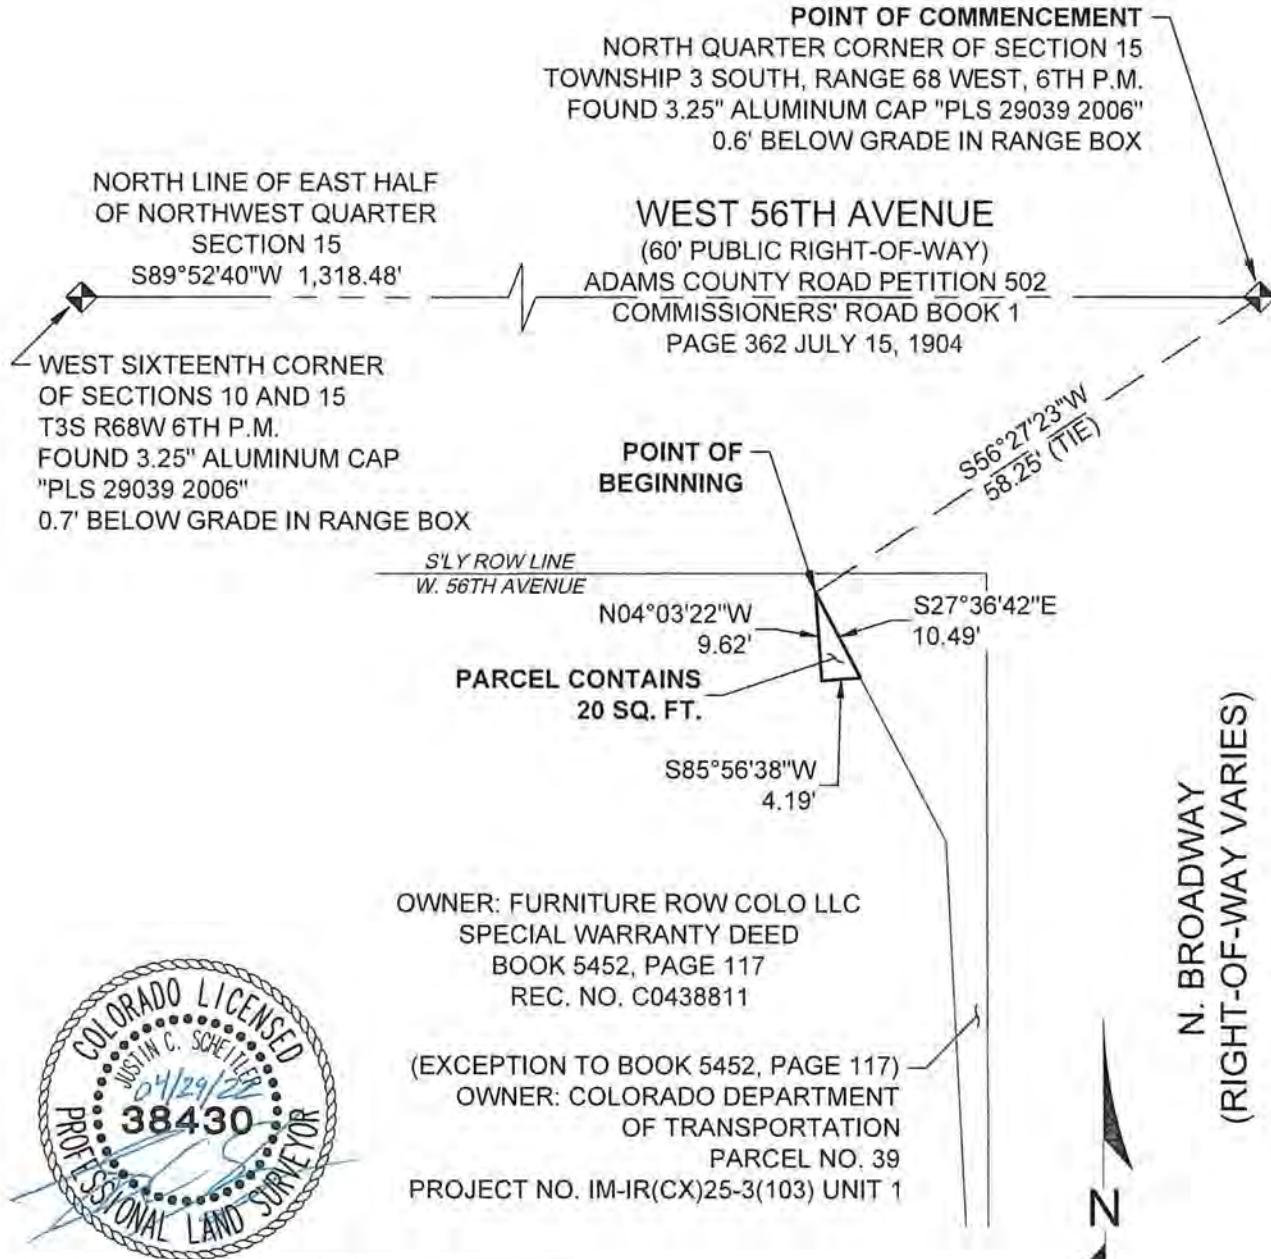 POINT OF COMMENCEMENT
NORTH QUARTER CORNER OF SECTION 15
TOWNSHIP 3 SOUTH, RANGE 68 WEST, 6TH P.M.
FOUND 3.25" ALUMINUM CAP "PLS 29039 2006"
0.6' BELOW GRADE IN RANGE BOX
NORTH LINE OF EAST HALF
OF NORTHWEST QUARTER
SECTION 15
S89°52'40"W 1,318.48'
WEST 56TH AVENUE
(60' PUBLIC RIGHT-OF-WAY)
ADAMS COUNTY ROAD PETITION 502
COMMISSIONERS' ROAD BOOK 1
PAGE 362 JULY 15, 1904
WEST SIXTEENTH CORNER
OF SECTIONS 10 AND 15
T3S R68W 6TH P.M.
FOUND 3.25" ALUMINUM CAP
"PLS 29039 2006"
0.7' BELOW GRADE IN RANGE BOX
S56°27'23"W
58.25' (TIE)
POINT OF
BEGINNING
S'LY ROW LINE
W. 56TH AVENUE
N04°03'22"W
9.62'
S27°36'42"E
10.49'
PARCEL CONTAINS
20 SQ. FT.
S85°56'38"W
4.19'
N. BROADWAY
(RIGHT-OF-WAY VARIES)
OWNER: FURNITURE ROW COLO LLC
SPECIAL WARRANTY DEED
BOOK 5452, PAGE 117
REC. NO. C0438811
(EXCEPTION TO BOOK 5452, PAGE 117)
OWNER: COLORADO DEPARTMENT
OF TRANSPORTATION
PARCEL NO. 39
PROJECT NO. IM-IR(CX)25-3(103) UNIT 1
COLORADO LICENSED
JUSTIN C. SCHEITLER
04/29/22
38430
PROFESSIONAL LAND SURVEYOR
N